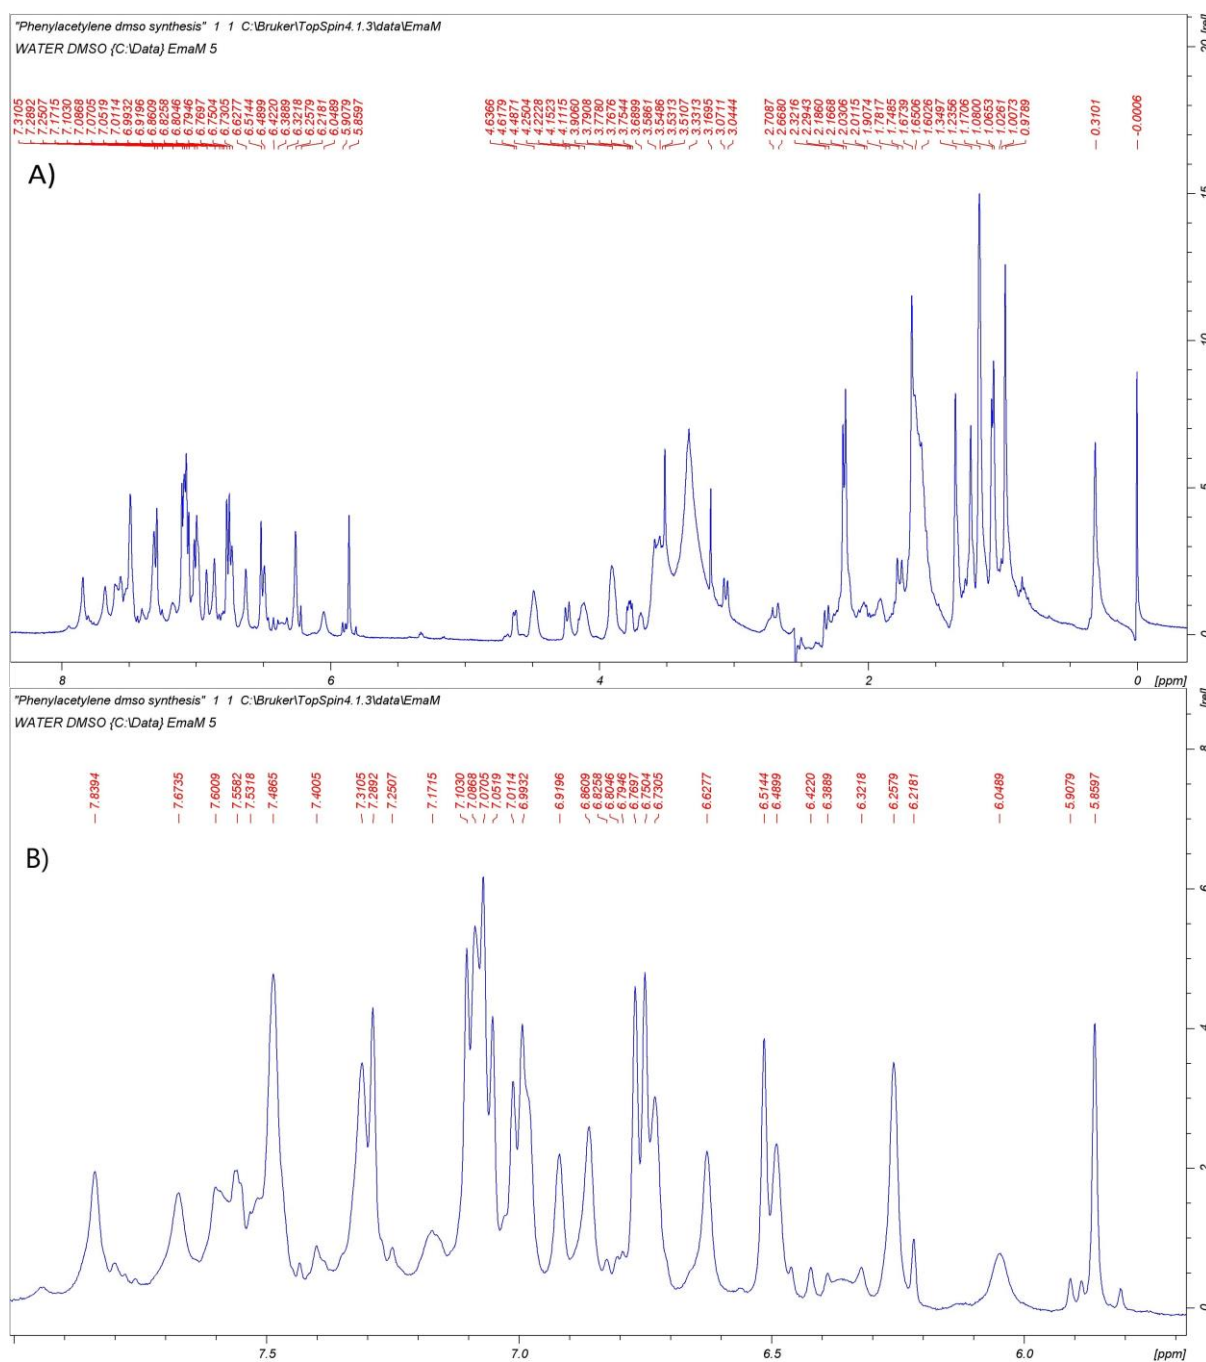 "Phenylacetylene dmso synthesis" 1 1 C:\Bruker\TopSpin4.1.3\data\EmaM
WATER DMSO {C:\Data} EmaM 5
7.3105 7.2892 7.2507 7.1715 7.1030 7.0868 7.0705 7.0519 7.0114 6.9932 6.9196 6.8609 6.8258 6.8046 6.7946 6.7697 6.7504 6.7305 6.6277 6.5144 6.4899 6.4220 6.3889 6.3218 6.2579 6.2181 6.0489 5.9079 5.8597 4.6366 4.6179 4.4871 4.2504 4.2228 4.1523 4.1115 3.9060 3.7908 3.7780 3.7676 3.7544 3.6899 3.5861 3.5486 3.5313 3.5107 3.3313 3.1695 3.0711 3.0444 2.7087 2.6680 2.3216 2.2943 2.1860 2.1668 2.0306 2.0115 1.9074 1.7817 1.7485 1.6739 1.6506 1.6026 1.3497 1.2356 1.1706 1.0800 1.0653 1.0261 1.0073 0.9789 0.3101 -0.0006
A)
20
15
10
5
0
8 6 4 2 0 [ppm]
"Phenylacetylene dmso synthesis" 1 1 C:\Bruker\TopSpin4.1.3\data\EmaM
WATER DMSO {C:\Data} EmaM 5
7.8394 7.6735 7.6009 7.5582 7.5318 7.4865 7.4005 7.3105 7.2892 7.2507 7.1715 7.1030 7.0868 7.0705 7.0519 7.0114 6.9932 6.9196 6.8609 6.8258 6.8046 6.7946 6.7697 6.7504 6.7305 6.6277 6.5144 6.4899 6.4220 6.3889 6.3218 6.2579 6.2181 6.0489 5.9079 5.8597
B)
8
6
4
2
0
7.5 7.0 6.5 6.0 [ppm]